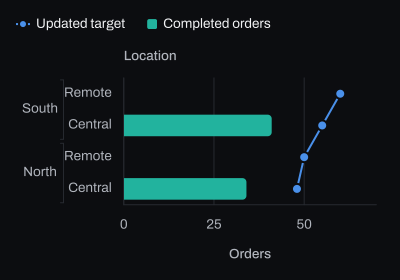 Updated target
Completed orders
Location
South
Remote
Central
North
Remote
Central
0 25 50
Orders